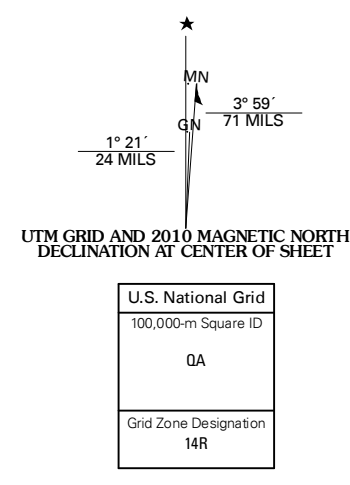 MN
3° 59´
71 MILS
GN
1° 21´
24 MILS
UTM GRID AND 2010 MAGNETIC NORTH
DECLINATION AT CENTER OF SHEET
U.S. National Grid
100,000-m Square ID
QA
Grid Zone Designation
14R